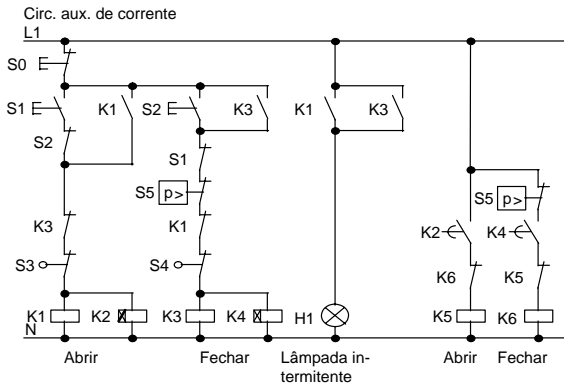 Circ. aux. de corrente
L1
S0
S1 K1 S2 K3 K1 K3
S2
S1
S5 p> S5 p>
K3 K1 K2 K4
S3 S4 K6 K5
K1 K2 K3 K4 H1 K5 K6
N
Abrir Fechar Lâmpada in- Abrir Fechar
termitente